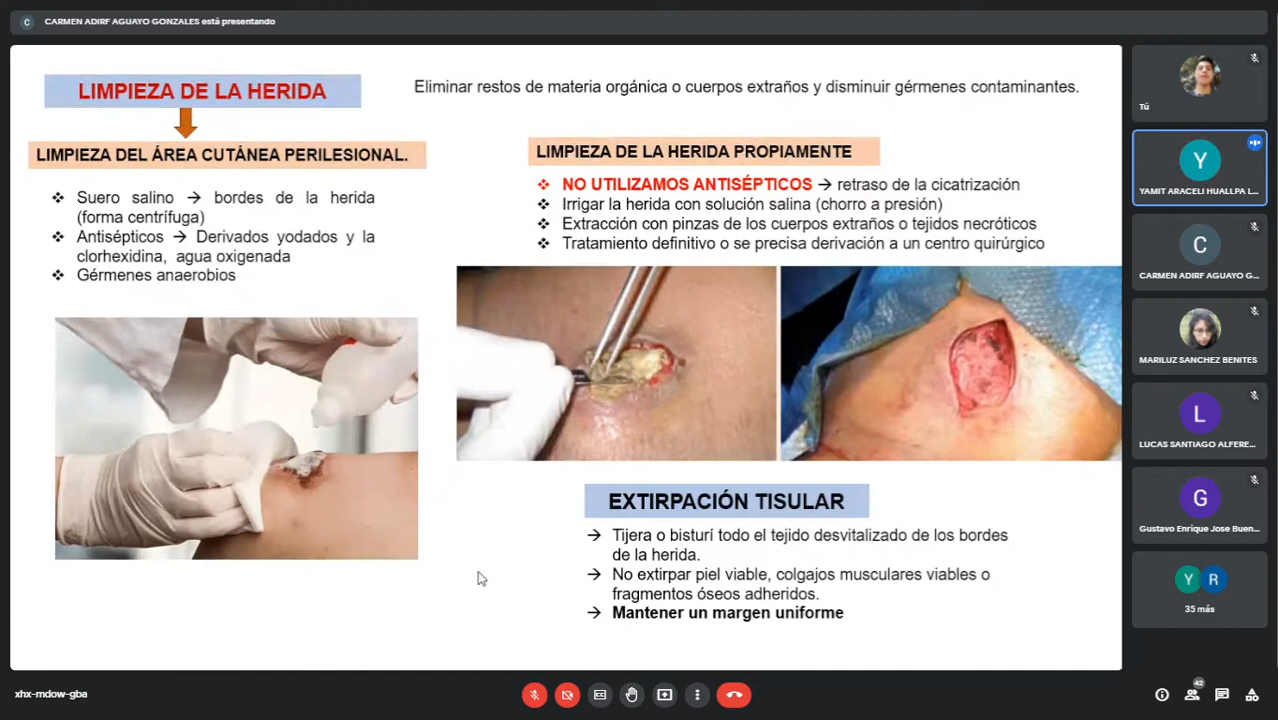 C CARMEN ADIRF AGUAYO GONZALES está presentando
LIMPIEZA DE LA HERIDA
Eliminar restos de materia orgánica o cuerpos extraños y disminuir gérmenes contaminantes.
LIMPIEZA DEL ÁREA CUTÁNEA PERILESIONAL.
❖ Suero salino → bordes de la herida
(forma centrífuga)
❖ Antisépticos → Derivados yodados y la
clorhexidina, agua oxigenada
❖ Gérmenes anaerobios
LIMPIEZA DE LA HERIDA PROPIAMENTE
❖ NO UTILIZAMOS ANTISÉPTICOS → retraso de la cicatrización
❖ Irrigar la herida con solución salina (chorro a presión)
❖ Extracción con pinzas de los cuerpos extraños o tejidos necróticos
❖ Tratamiento definitivo o se precisa derivación a un centro quirúrgico
EXTIRPACIÓN TISULAR
→ Tijera o bisturí todo el tejido desvitalizado de los bordes
de la herida.
→ No extirpar piel viable, colgajos musculares viables o
fragmentos óseos adheridos.
→ Mantener un margen uniforme
Tú
Y
YAMIT ARACELI HUALLPA L...
C
CARMEN ADIRF AGUAYO G...
MARILUZ SANCHEZ BENITES
L
LUCAS SANTIAGO ALFERE...
G
Gustavo Enrique Jose Buen...
Y R
35 más
xhx-mdow-gba
42